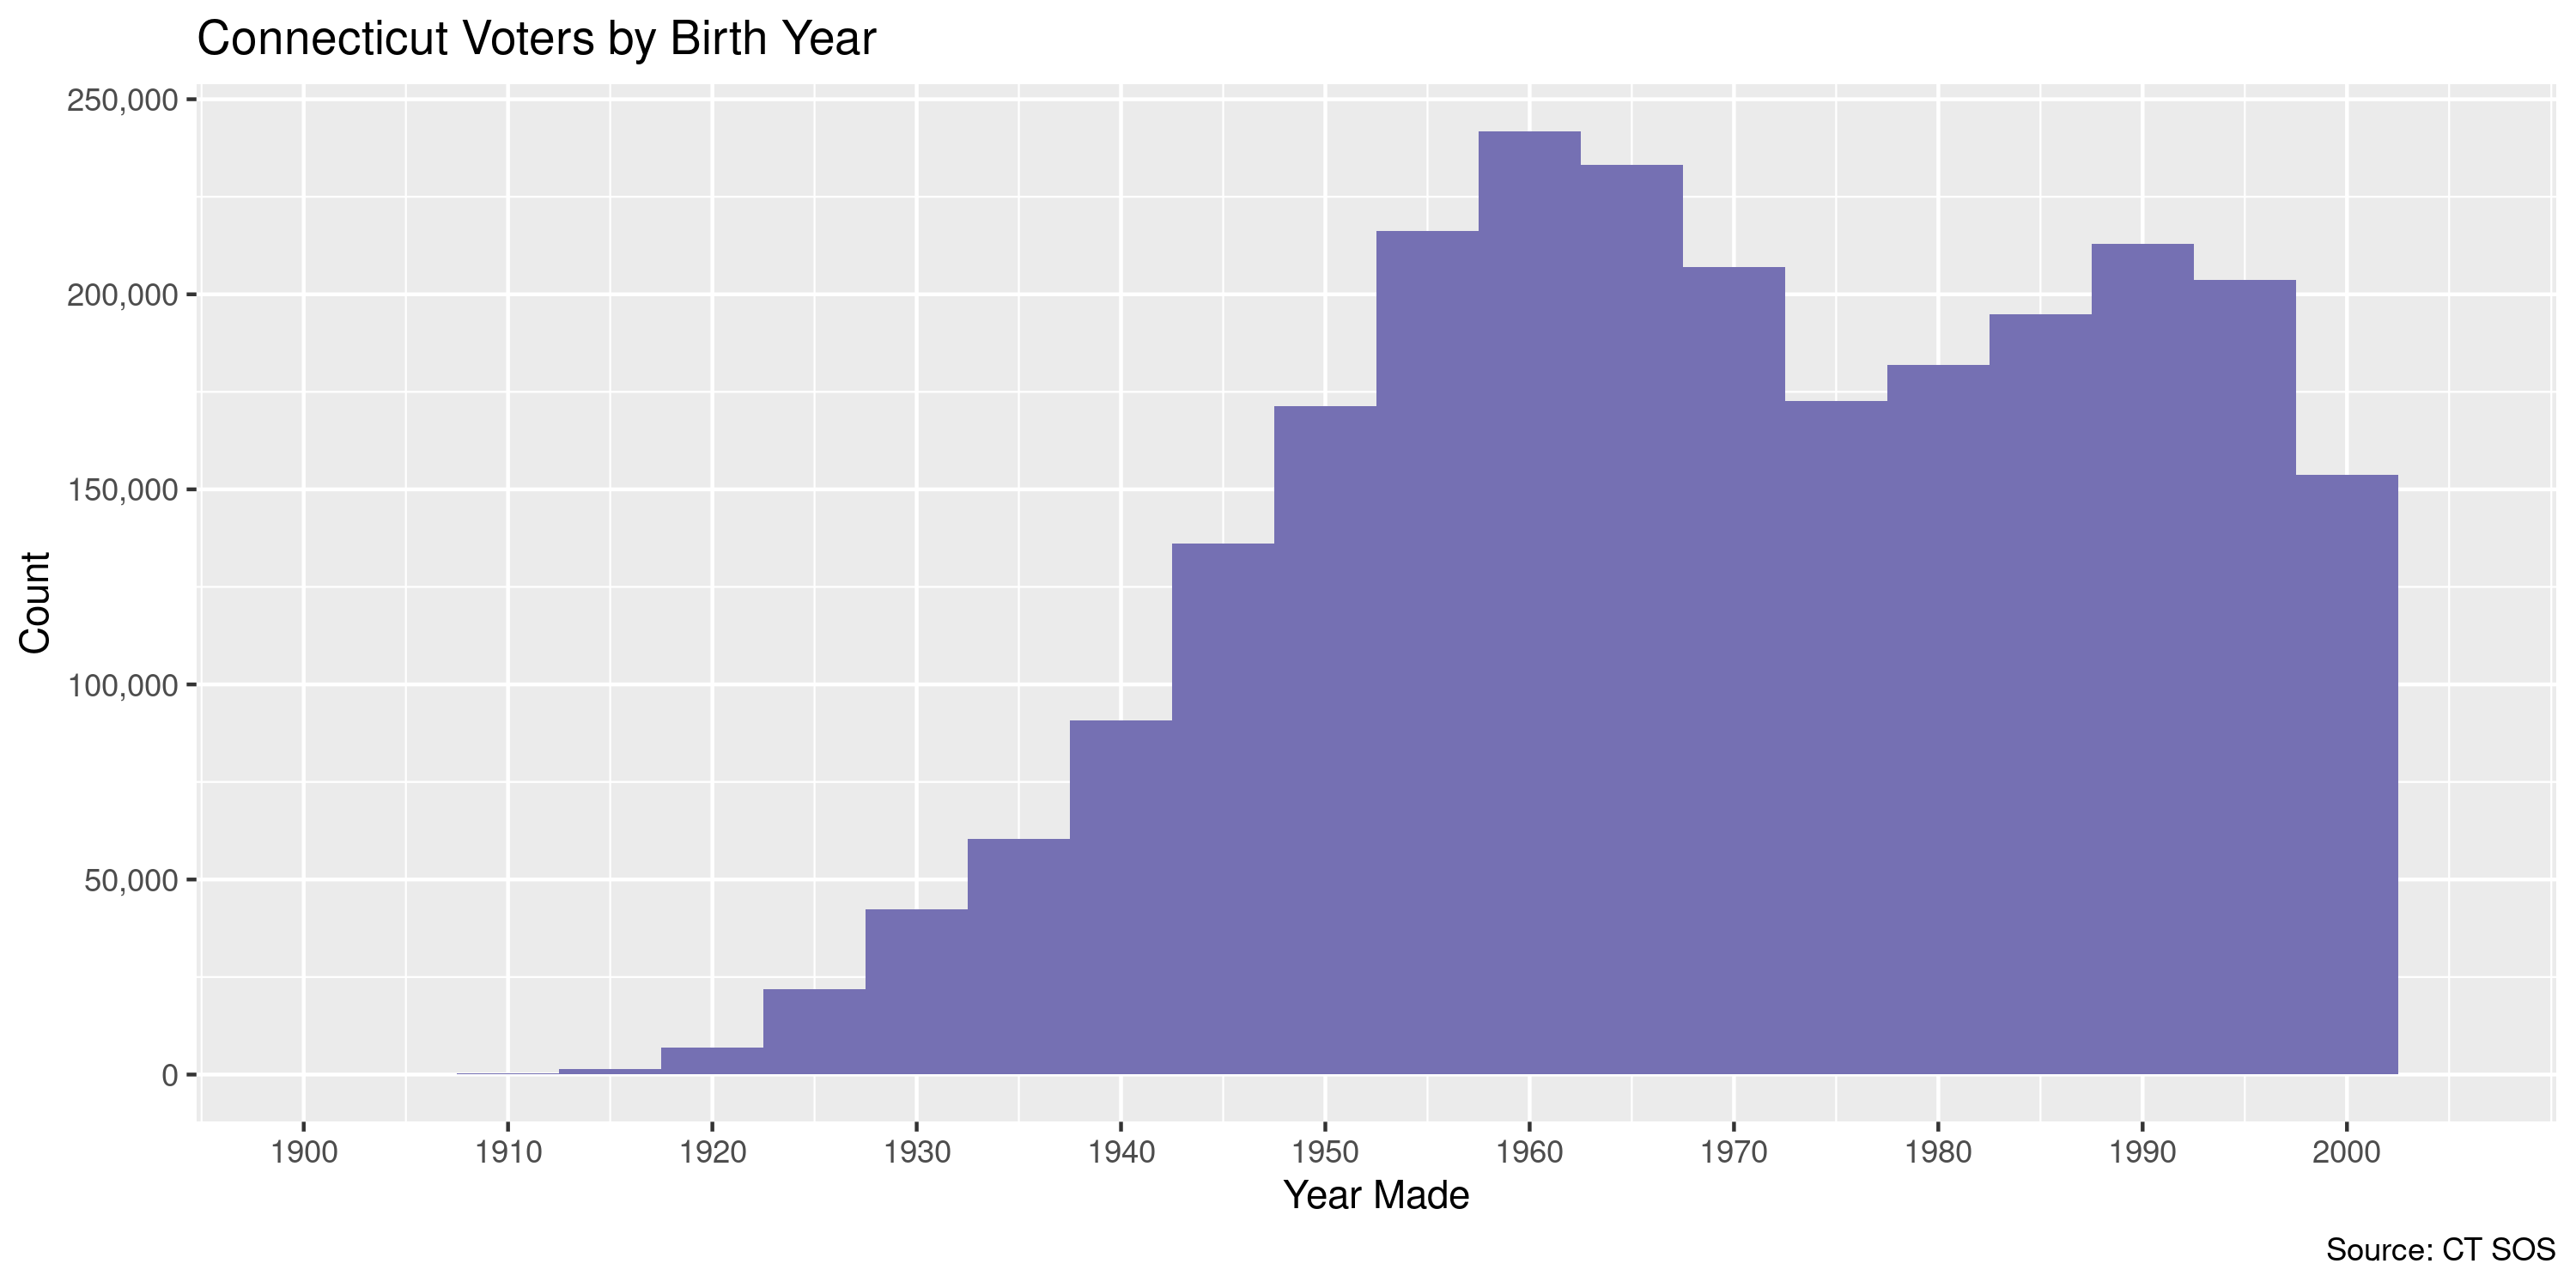 Connecticut Voters by Birth Year
250,000
200,000
150,000
100,000
50,000
0
Count
1900 1910 1920 1930 1940 1950 1960 1970 1980 1990 2000
Year Made
Source: CT SOS